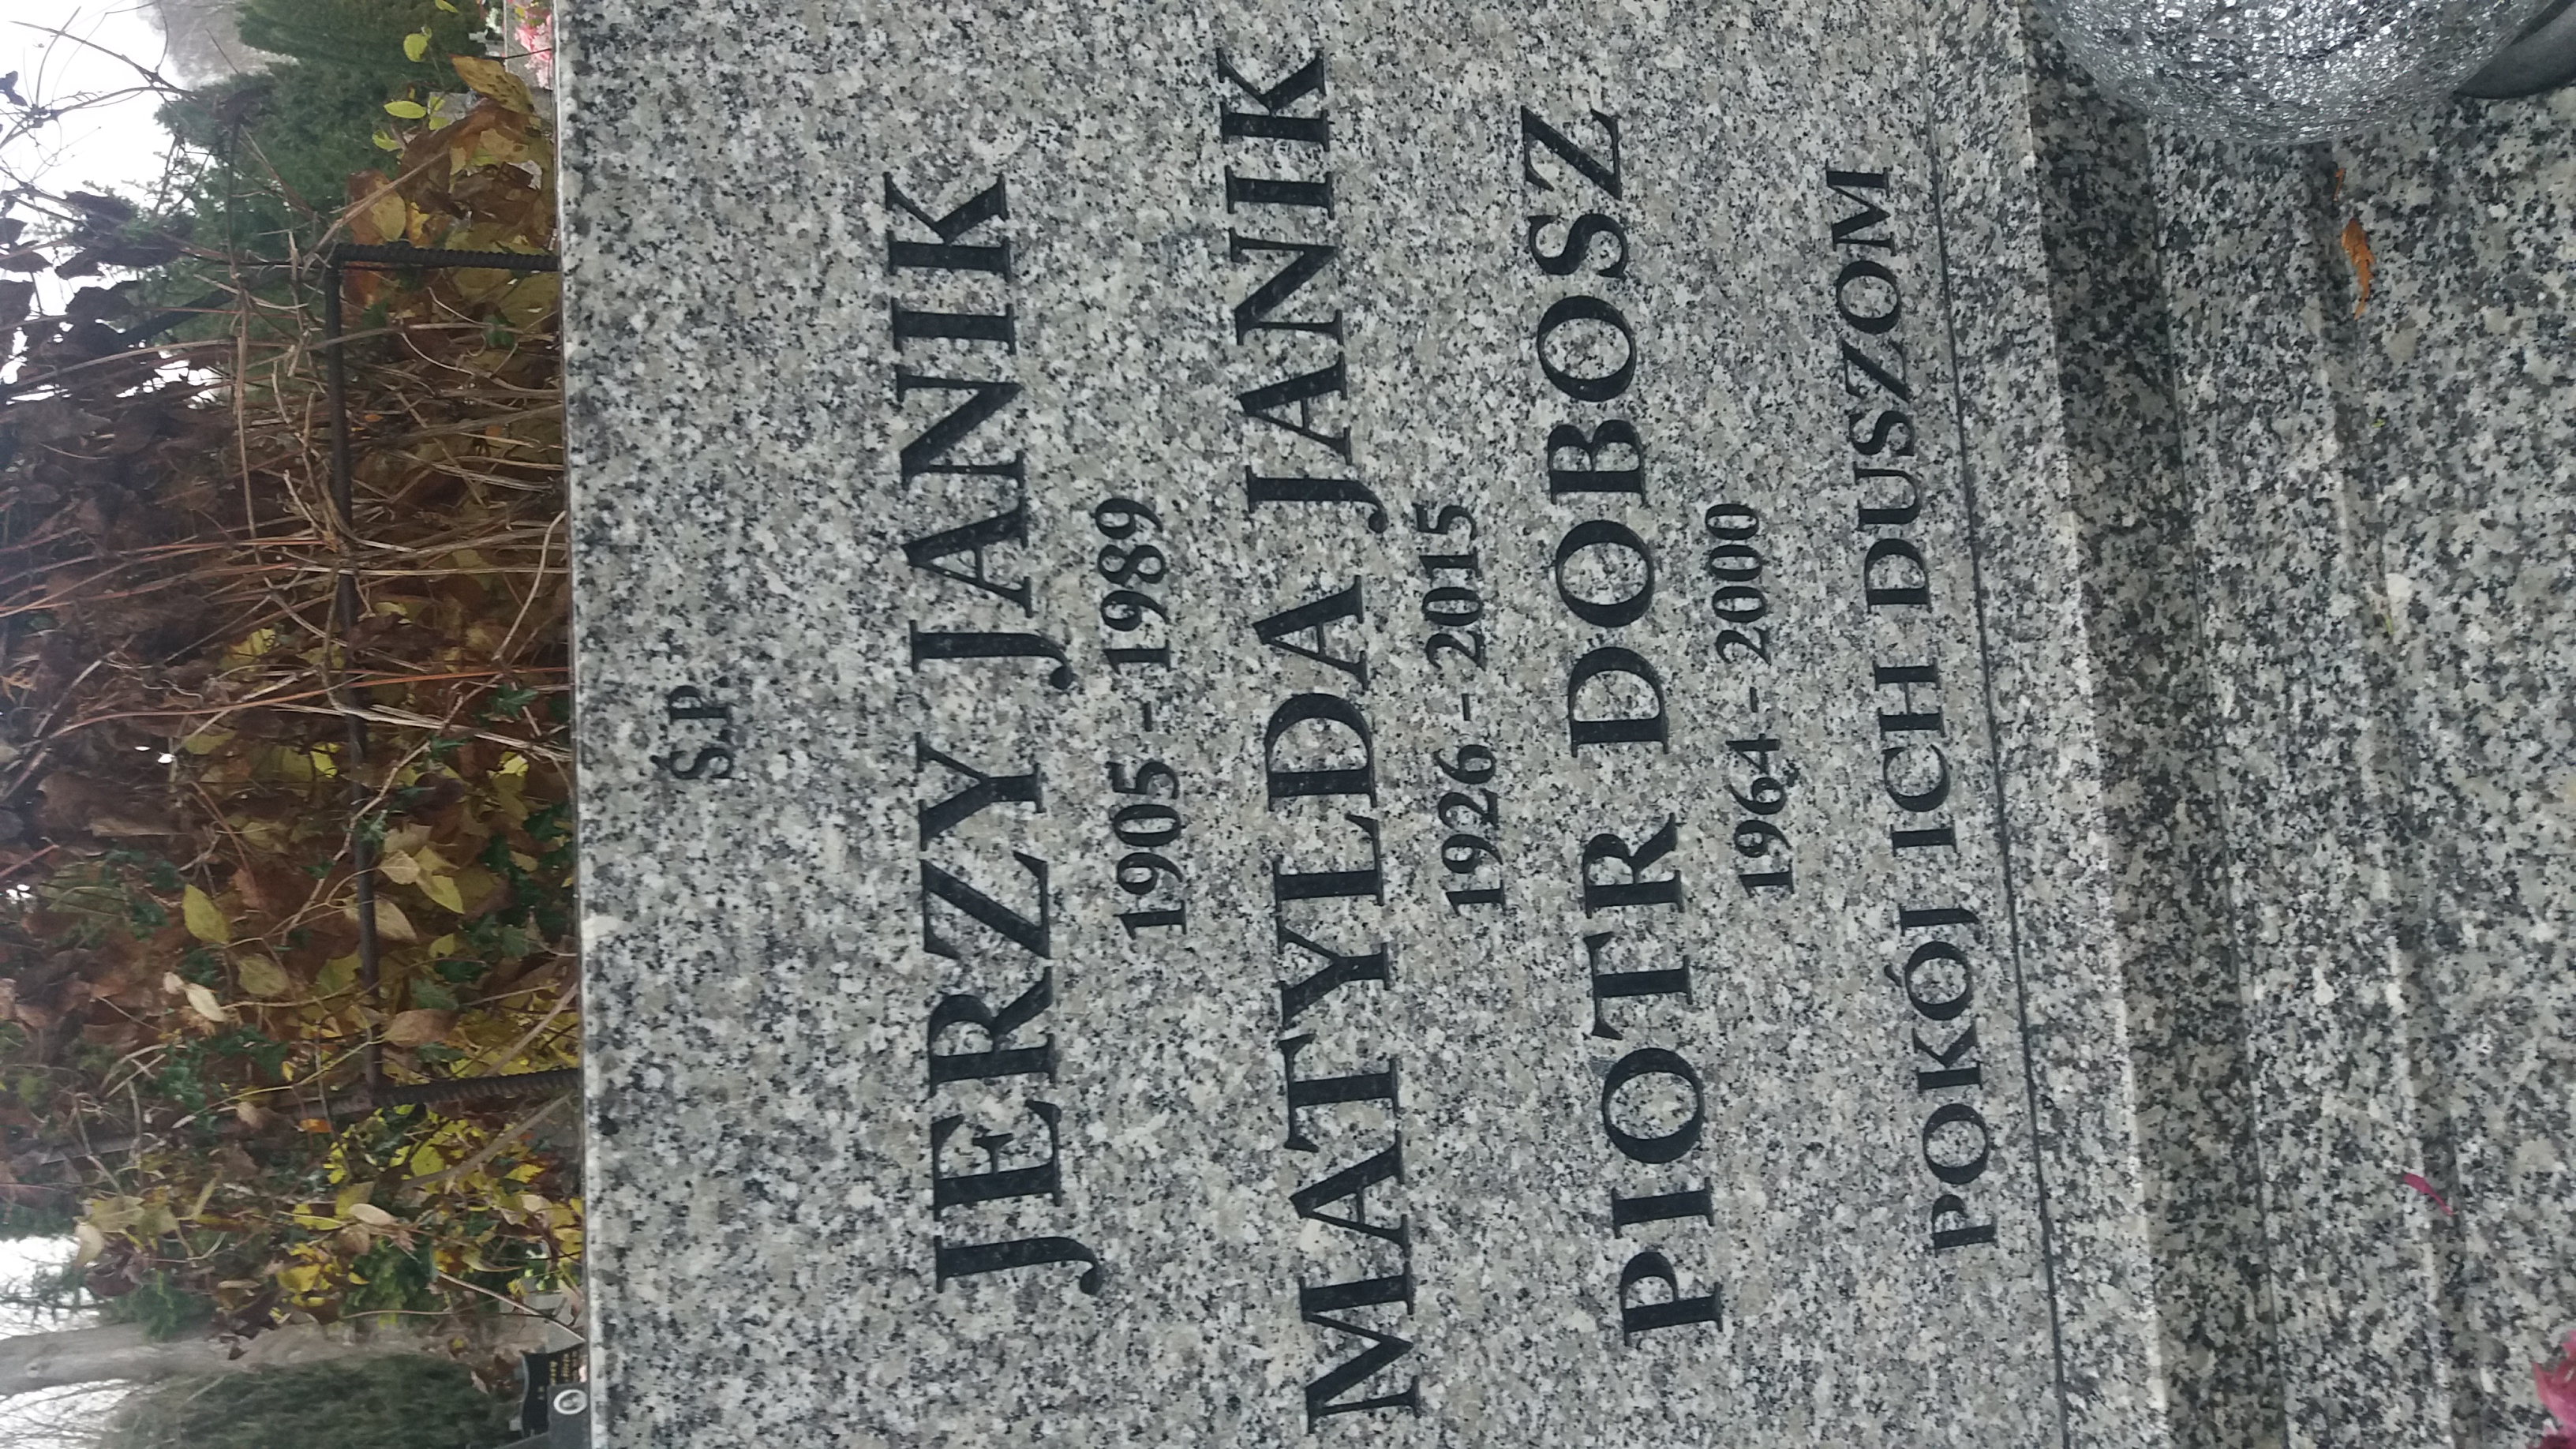 Ś.P.
JERZY JANIK
1905 - 1989
MATYLDA JANIK
1926 - 2015
PIOTR DOBOSZ
1964 - 2000
POKÓJ ICH DUSZOM